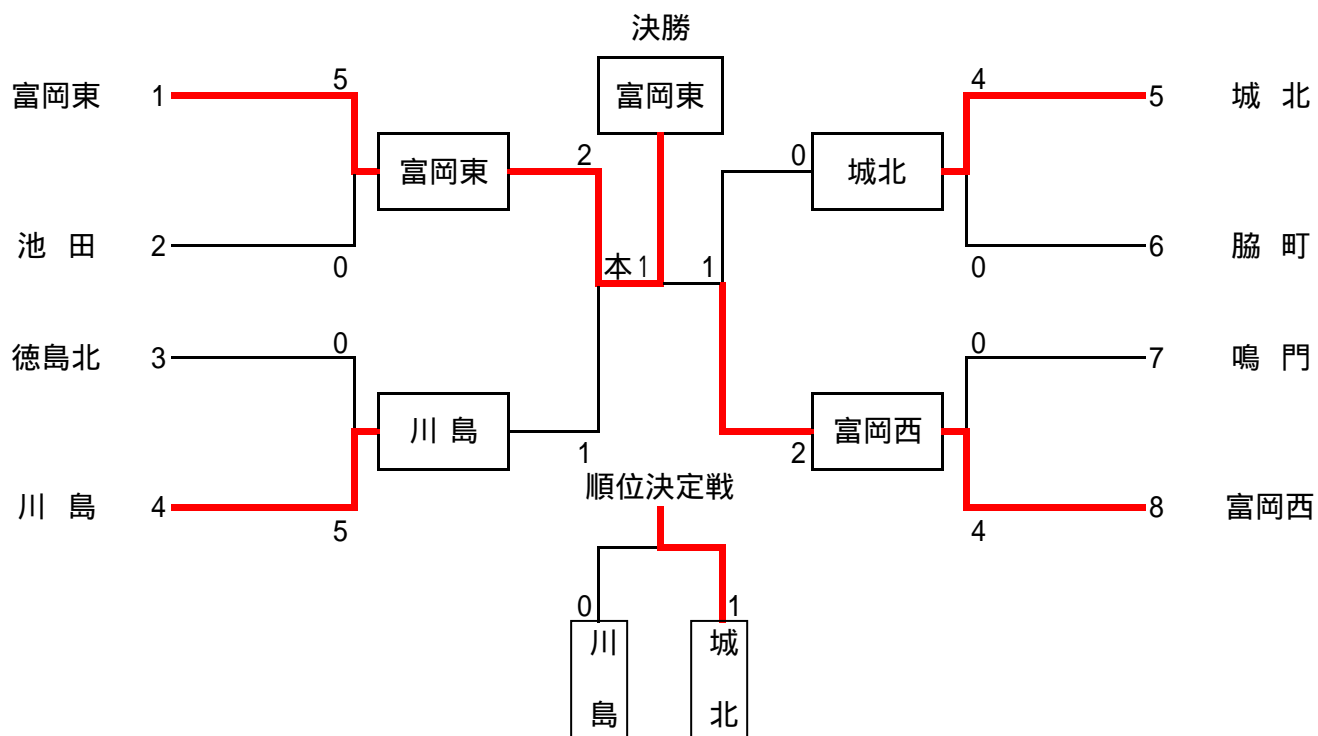 決勝
富岡東
富岡東 1 5
4 5 城 北
富岡東 2
0 城北
池 田 2 0
0 6 脇 町
本1 1
徳島北 3 0
0 7 鳴 門
川 島 1
2 富岡西
川 島 4 5
4 8 富岡西
順位決定戦
0 1
川島
城北